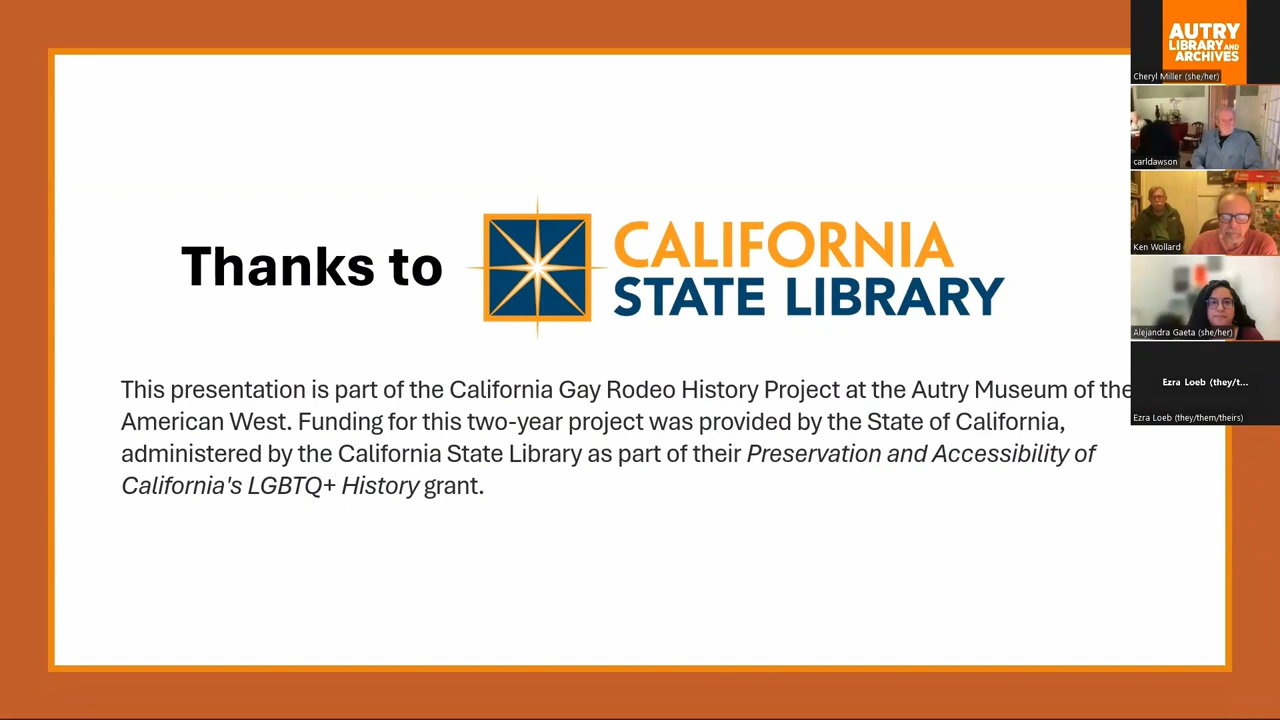 AUTRY
LIBRARY AND
ARCHIVES
Cheryl Miller (she/her)
carldawson
Ken Wollard
Alejandra Gaeta (she/her)
Ezra Loeb (they/t...
Ezra Loeb (they/them/theirs)
Thanks to
CALIFORNIA
STATE LIBRARY
This presentation is part of the California Gay Rodeo History Project at the Autry Museum of the
American West. Funding for this two-year project was provided by the State of California,
administered by the California State Library as part of their Preservation and Accessibility of
California's LGBTQ+ History grant.